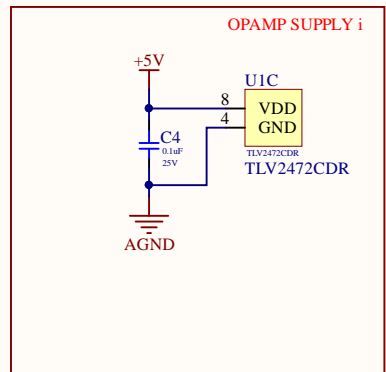 OPAMP SUPPLY i
+5V
U1C
8 VDD
4 GND
C4
0.1uF
25V
TLV2472CDR
TLV2472CDR
AGND